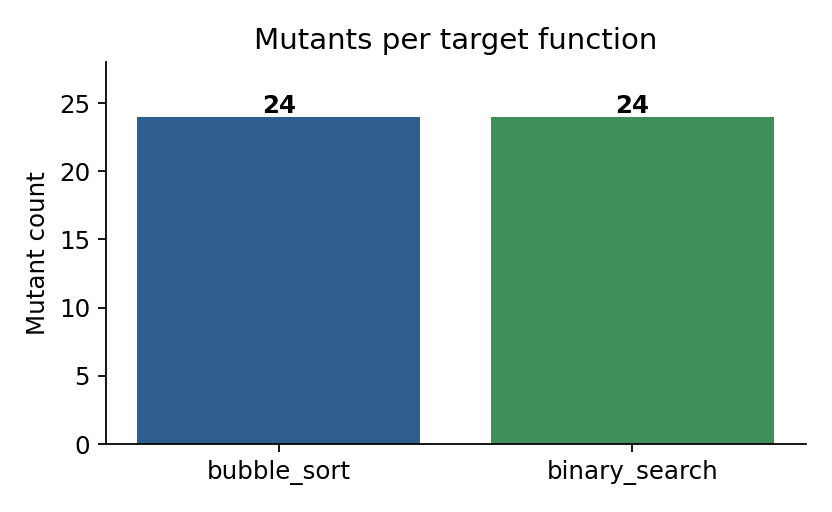 Mutants per target function
Mutant count
25
20
15
10
5
0
24
24
bubble_sort
binary_search